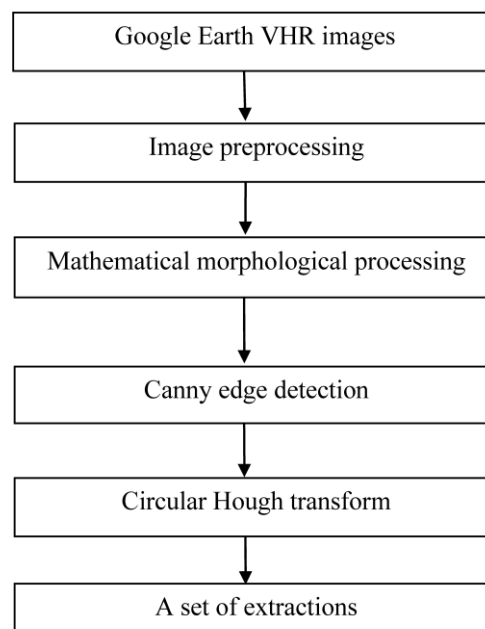 Google Earth VHR images
Image preprocessing
Mathematical morphological processing
Canny edge detection
Circular Hough transform
A set of extractions